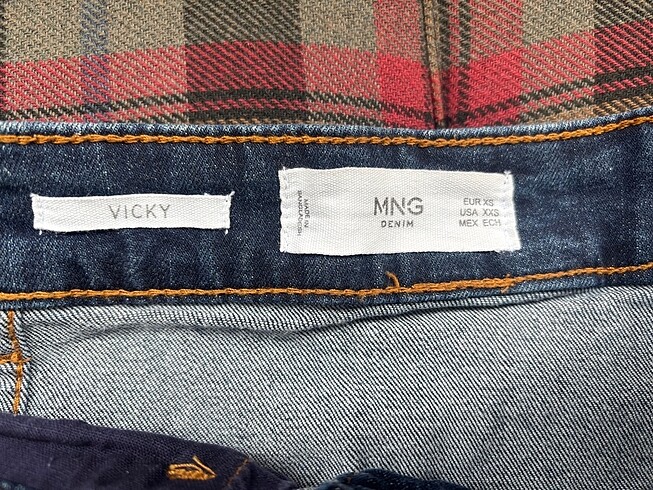 VICKY
MADE IN
BANGLADESH
MNG
DENIM
EUR XS
USA XXS
MEX ECH